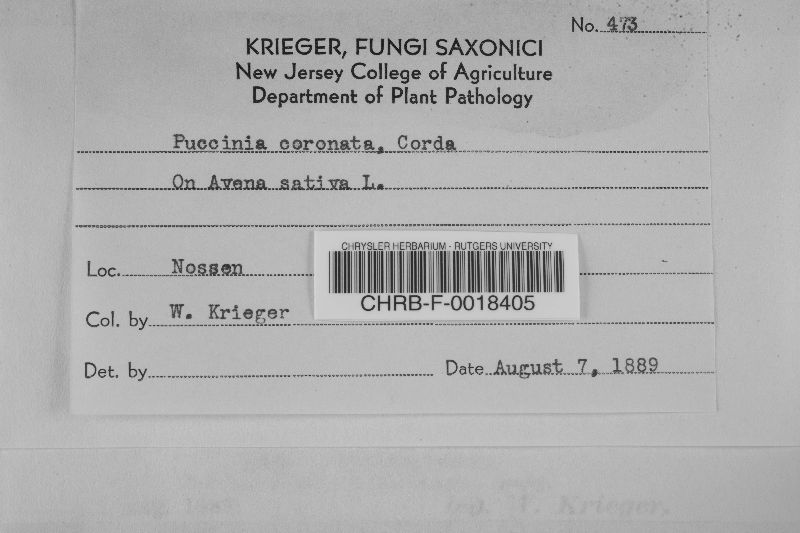 No. 473
KRIEGER, FUNGI SAXONICI
New Jersey College of Agriculture
Department of Plant Pathology
Puccinia coronata, Corda
On Avena sativa L.
CHRYSLER HERBARIUM - RUTGERS UNIVERSITY
Loc. Nossen
CHRB-F-0018405
Col. by W. Krieger
Det. by
Date August 7, 1889
W. Krieger.